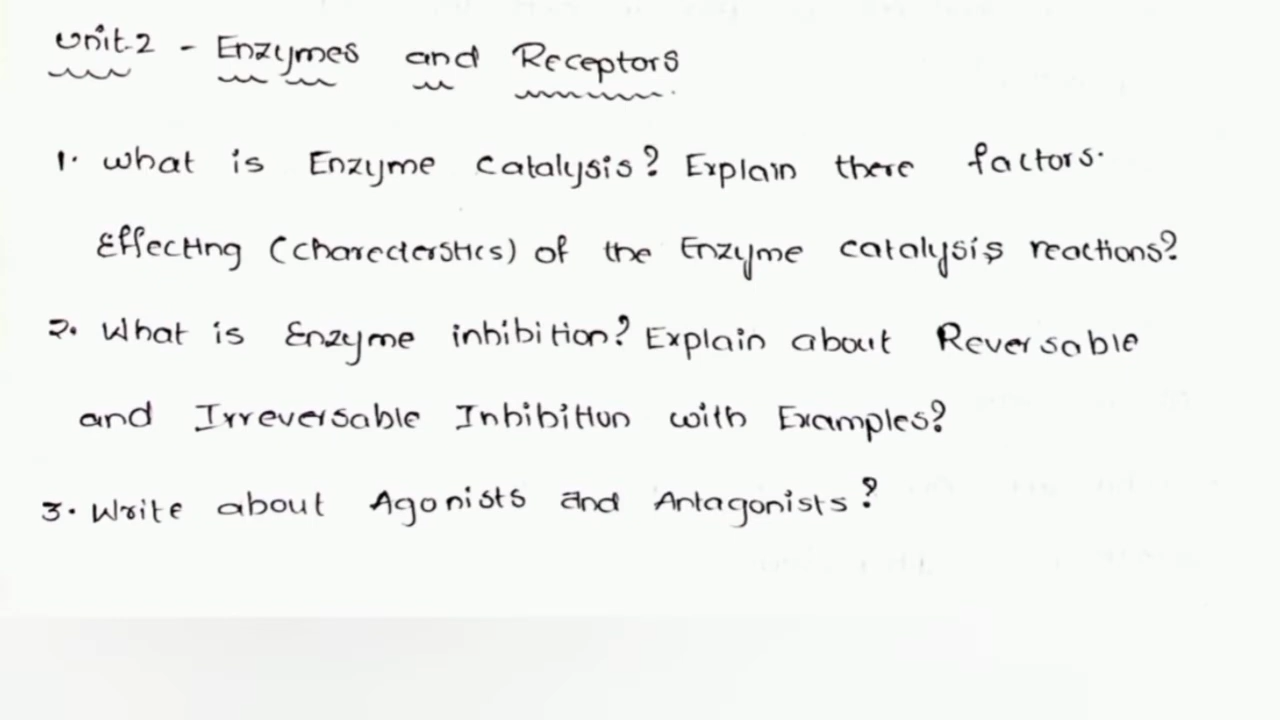 Unit-2 - Enzymes and Receptors
1. What is Enzyme Catalysis? Explain there factors.
Effecting (charecterstics) of the Enzyme catalysis reactions?
2. What is Enzyme inhibition? Explain about Reversable
and Irreversable Inhibition with Examples?
3. Write about Agonists and Antagonists?